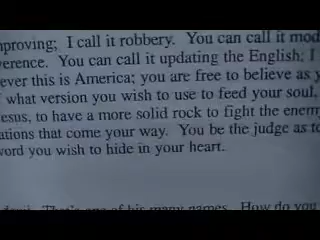 nproving; I call it robbery. You can call it mod
erence. You can call it updating the English; I
ever this is America; you are free to believe as y
what version you wish to use to feed your soul,
esus, to have a more solid rock to fight the enem
ations that come your way. You be the judge as to
word you wish to hide in your heart.
That's one of his many names. How do you